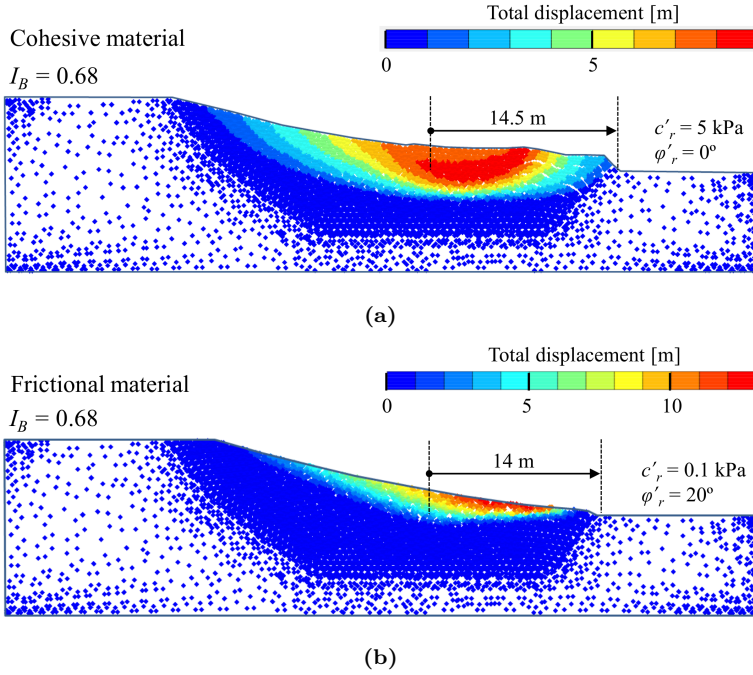 Total displacement [m]
Cohesive material
I_B = 0.68
0 5
14.5 m
c′_r = 5 kPa
φ′_r = 0º
(a)
Total displacement [m]
Frictional material
I_B = 0.68
0 5 10
14 m
c′_r = 0.1 kPa
φ′_r = 20º
(b)